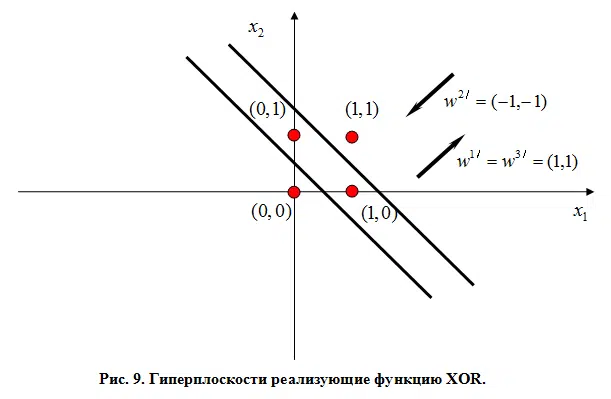 x₂
(0,1)
(1,1)
w²ˡ = (−1,−1)
w¹ˡ = w³ˡ = (1,1)
(0,0)
(1,0)
x₁
Рис. 9. Гиперплоскости реализующие функцию XOR.